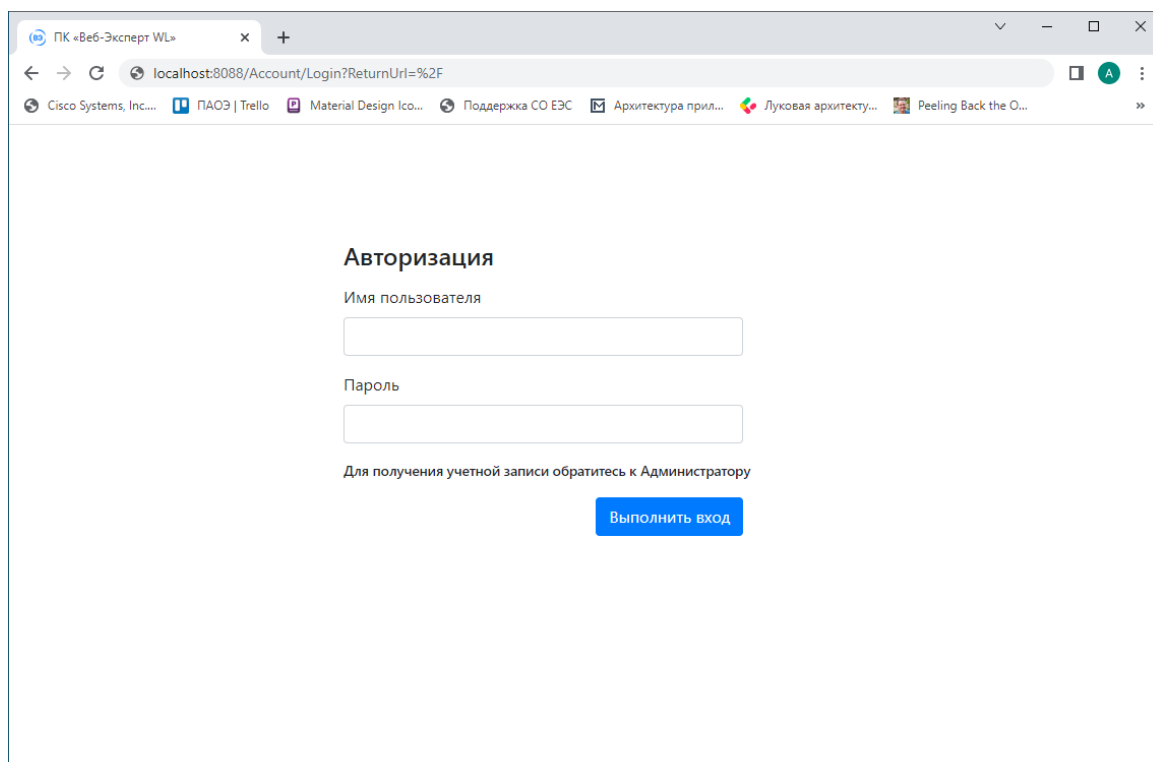 ПК «Веб-Эксперт WL»
localhost:8088/Account/Login?ReturnUrl=%2F
A
Cisco Systems, Inc.... ПАОЭ | Trello Material Design Ico... Поддержка СО ЕЭС Архитектура прил... Луковая архитекту... Peeling Back the O... »
Авторизация
Имя пользователя
Пароль
Для получения учетной записи обратитесь к Администратору
Выполнить вход